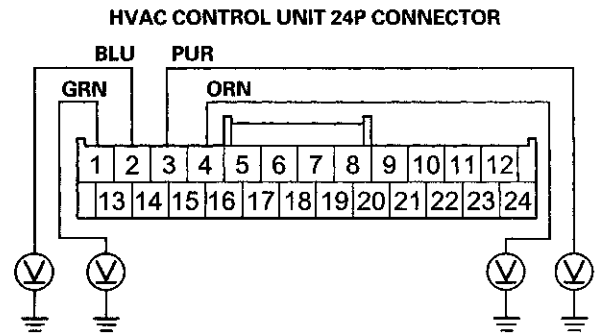 HVAC CONTROL UNIT 24P CONNECTOR
BLU PUR
GRN ORN
1 2 3 4 5 6 7 8 9 10 11 12
13 14 15 16 17 18 19 20 21 22 23 24
V V V V